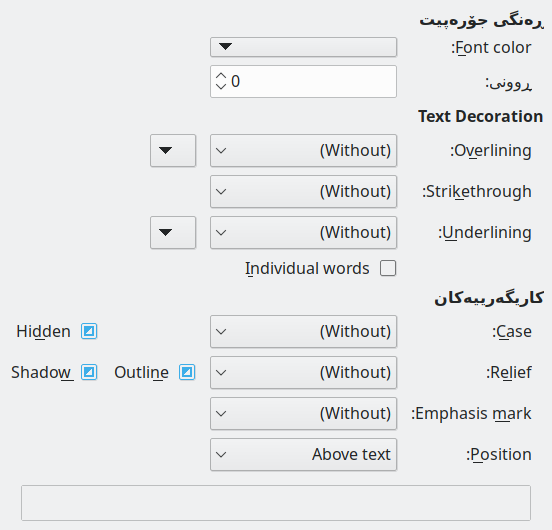 ڕەنگی جۆرەپیت
Font color:
0
ڕوونی:
Text Decoration
Overlining:
(Without)
Strikethrough:
(Without)
Underlining:
(Without)
Individual words
کاریگەرییەکان
Case:
(Without)
Hidden
Relief:
(Without)
Outline
Shadow
Emphasis mark:
(Without)
Position:
Above text